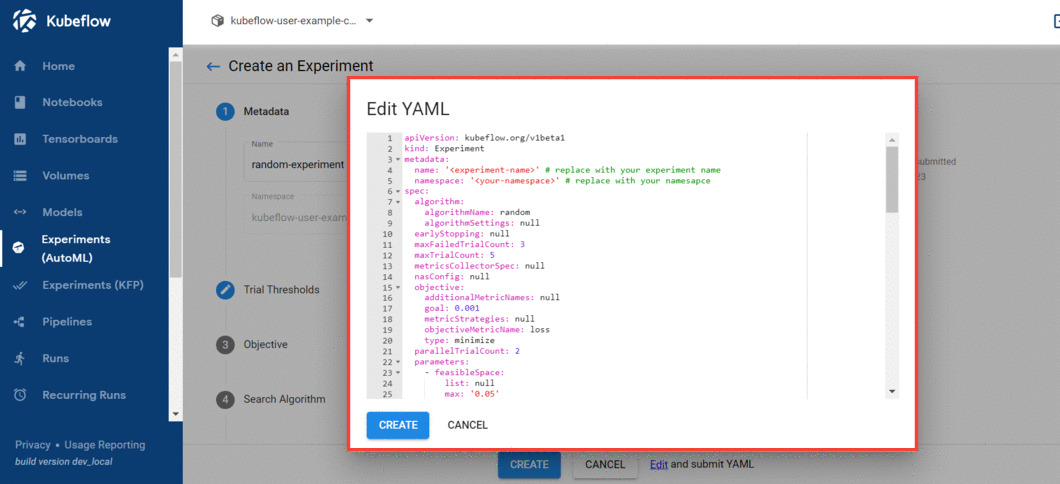 Kubeflow
kubeflow-user-example-c...
Home
Notebooks
Tensorboards
Volumes
Models
Experiments
(AutoML)
Experiments (KFP)
Pipelines
Runs
Recurring Runs
Privacy • Usage Reporting
build version dev_local
Create an Experiment
1 Metadata
Name
random-experiment
Namespace
kubeflow-user-exam
Trial Thresholds
3 Objective
4 Search Algorithm
submitted
23
Edit YAML
1 apiVersion: kubeflow.org/v1beta1
2 kind: Experiment
3 metadata:
4 name: '<experiment-name>' # replace with your experiment name
5 namespace: '<your-namespace>' # replace with your namesapce
6 spec:
7 algorithm:
8 algorithmName: random
9 algorithmSettings: null
10 earlyStopping: null
11 maxFailedTrialCount: 3
12 maxTrialCount: 5
13 metricsCollectorSpec: null
14 nasConfig: null
15 objective:
16 additionalMetricNames: null
17 goal: 0.001
18 metricStrategies: null
19 objectiveMetricName: loss
20 type: minimize
21 parallelTrialCount: 2
22 parameters:
23 - feasibleSpace:
24 list: null
25 max: '0.05'
CREATE CANCEL
CREATE CANCEL Edit and submit YAML